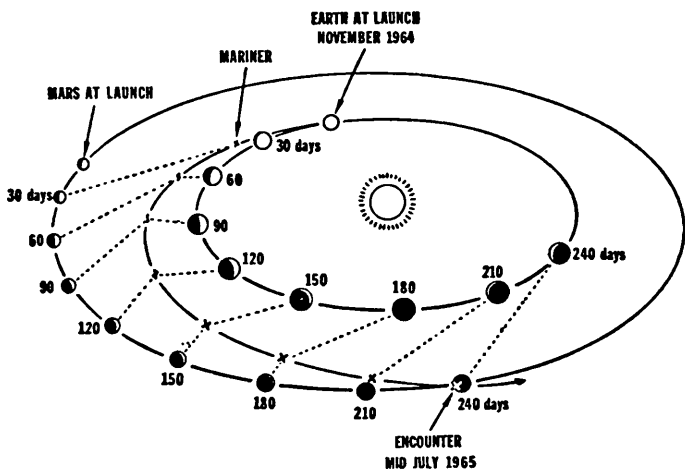 EARTH AT LAUNCH
NOVEMBER 1964
MARINER
MARS AT LAUNCH
30 days
30 days
60
60
90
90
120
120
150
150
180
180
210
210
240 days
240 days
ENCOUNTER
MID JULY 1965